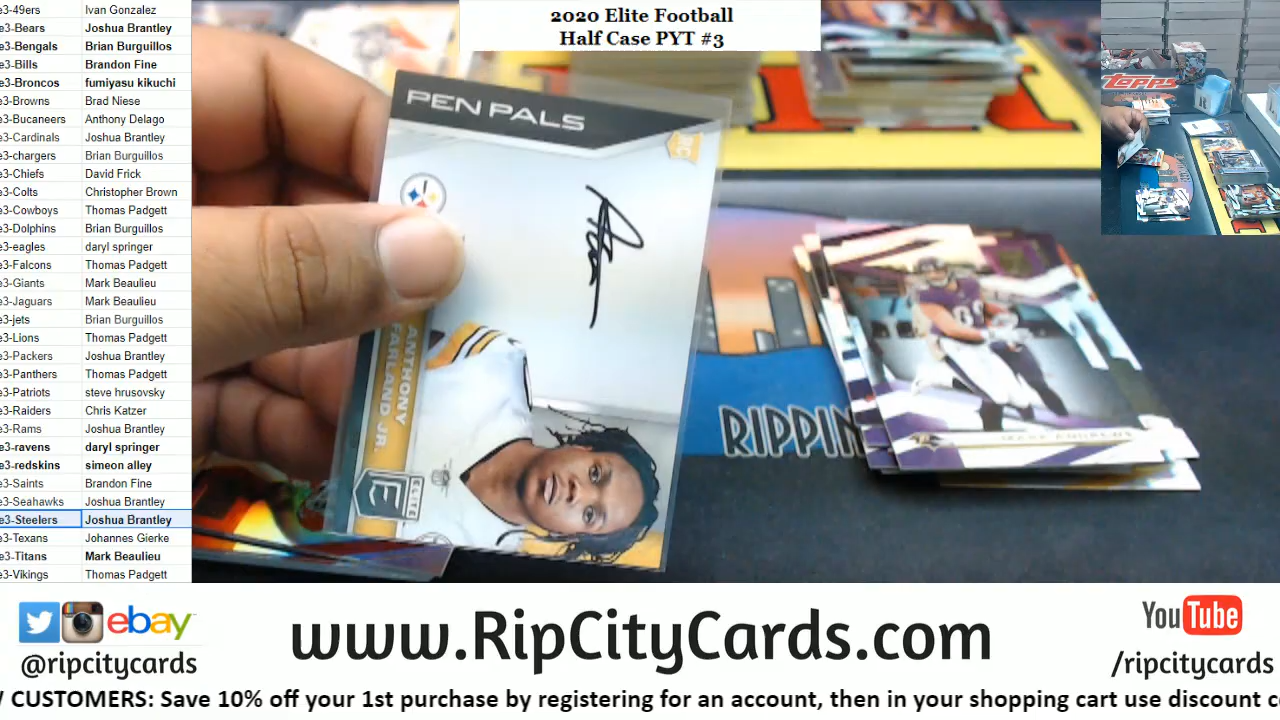 2020 Elite Football
Half Case PYT #3
e3-49ers Ivan Gonzalez
e3-Bears Joshua Brantley
e3-Bengals Brian Burguillos
e3-Bills Brandon Fine
e3-Broncos fumiyasu kikuchi
e3-Browns Brad Niese
e3-Bucaneers Anthony Delago
e3-Cardinals Joshua Brantley
e3-chargers Brian Burguillos
e3-Chiefs David Frick
e3-Colts Christopher Brown
e3-Cowboys Thomas Padgett
e3-Dolphins Brian Burguillos
e3-eagles daryl springer
e3-Falcons Thomas Padgett
e3-Giants Mark Beaulieu
e3-Jaguars Mark Beaulieu
e3-jets Brian Burguillos
e3-Lions Thomas Padgett
e3-Packers Joshua Brantley
e3-Panthers Thomas Padgett
e3-Patriots steve hrusovsky
e3-Raiders Chris Katzer
e3-Rams Joshua Brantley
e3-ravens daryl springer
e3-redskins simeon alley
e3-Saints Brandon Fine
e3-Seahawks Joshua Brantley
e3-Steelers Joshua Brantley
e3-Texans Johannes Gierke
e3-Titans Mark Beaulieu
e3-Vikings Thomas Padgett
PEN PALS
RC
ANTHONY
FARLAND JR.
ELITE
RIPPIN
TOPPS
ebay
@ripcitycards
www.RipCityCards.com
YouTube
/ripcitycards
CUSTOMERS: Save 10% off your 1st purchase by registering for an account, then in your shopping cart use discount c